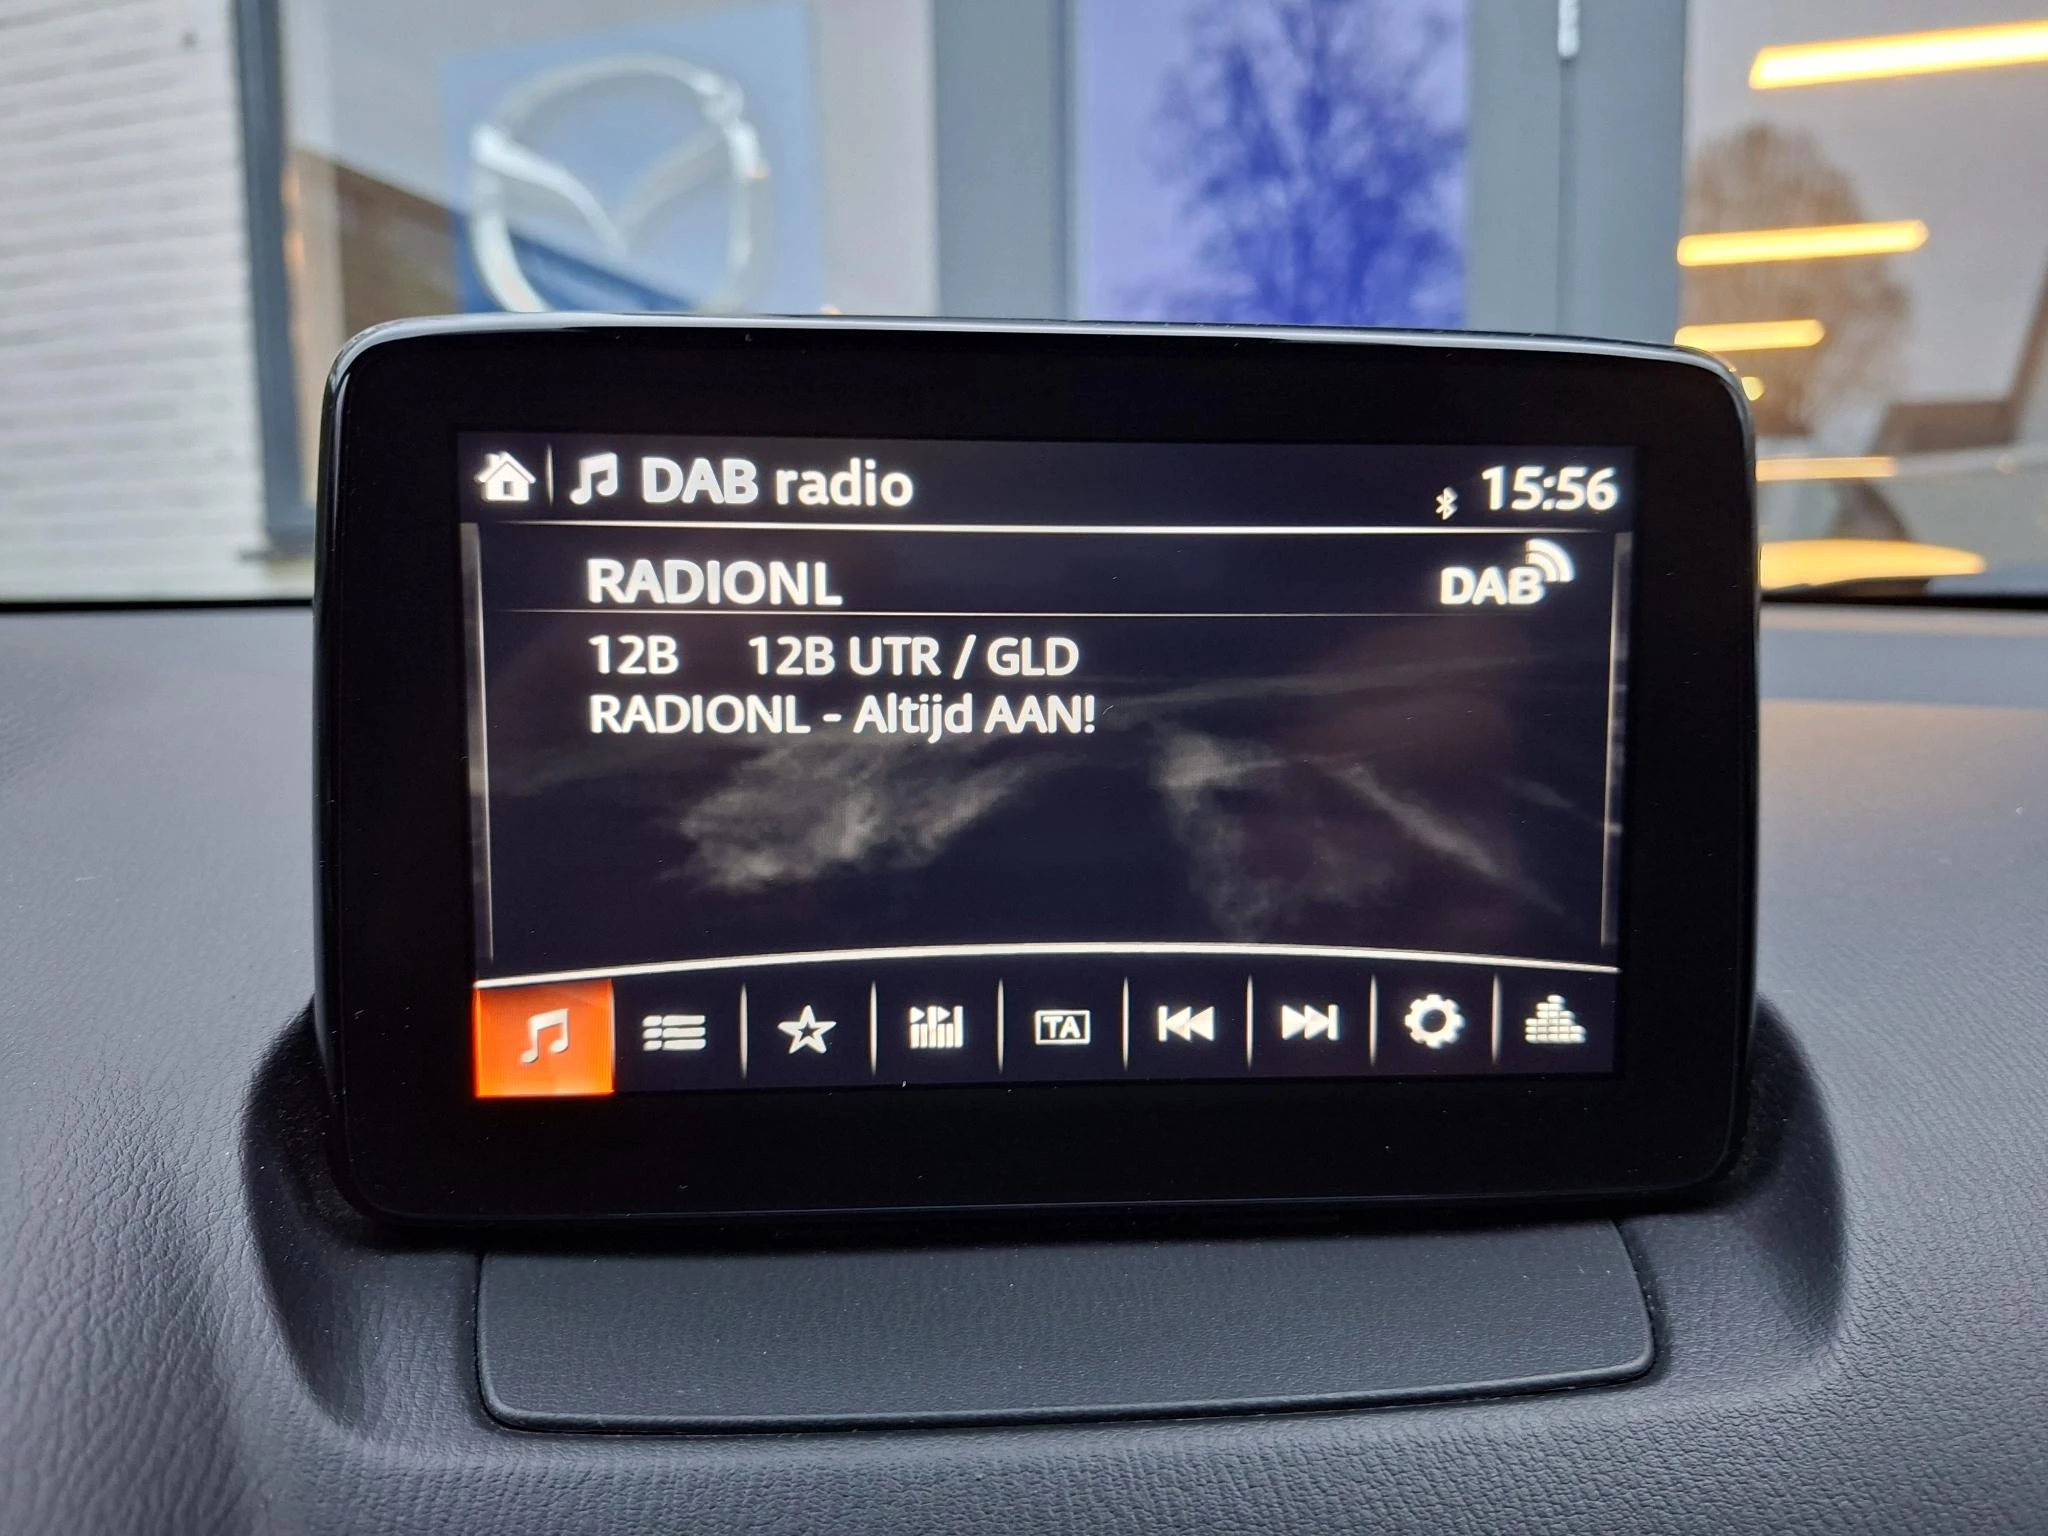 DAB radio 15:56
RADIONL DAB
12B 12B UTR / GLD
RADIONL - Altijd AAN!
TA